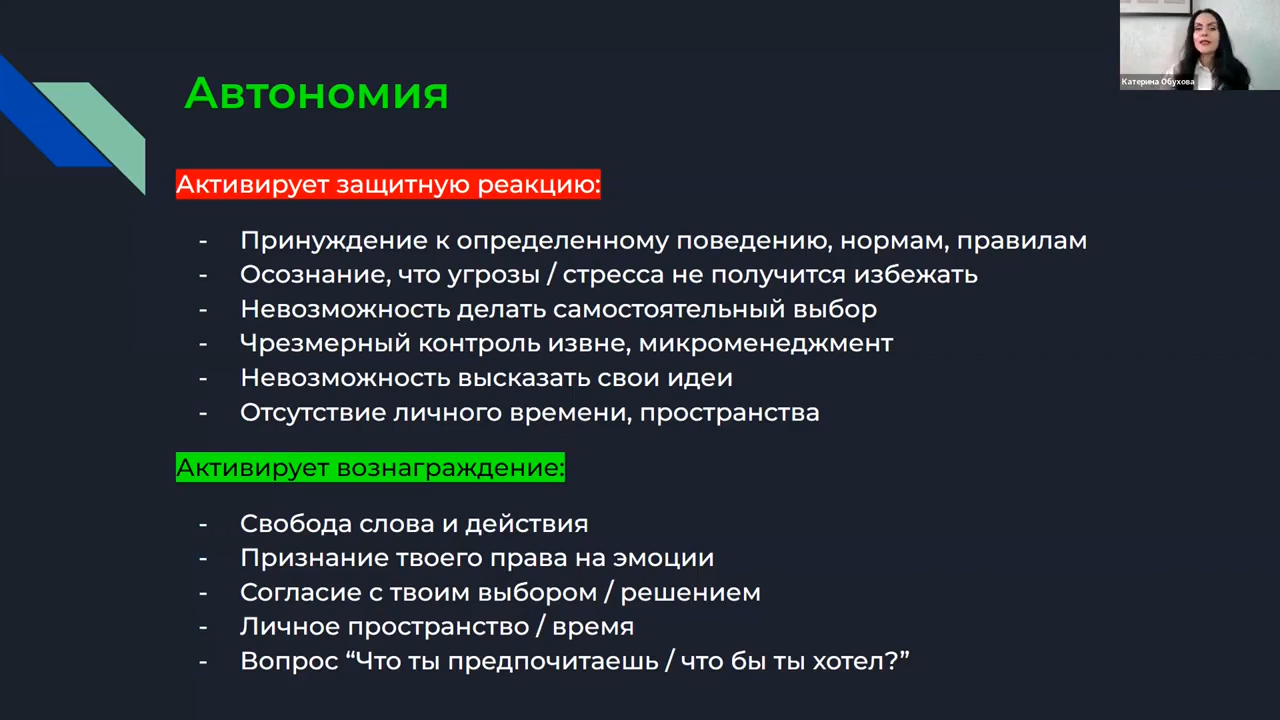 Катерина Обухова
Автономия
Активирует защитную реакцию:
- Принуждение к определенному поведению, нормам, правилам
- Осознание, что угрозы / стресса не получится избежать
- Невозможность делать самостоятельный выбор
- Чрезмерный контроль извне, микроменеджмент
- Невозможность высказать свои идеи
- Отсутствие личного времени, пространства
Активирует вознаграждение:
- Свобода слова и действия
- Признание твоего права на эмоции
- Согласие с твоим выбором / решением
- Личное пространство / время
- Вопрос “Что ты предпочитаешь / что бы ты хотел?”